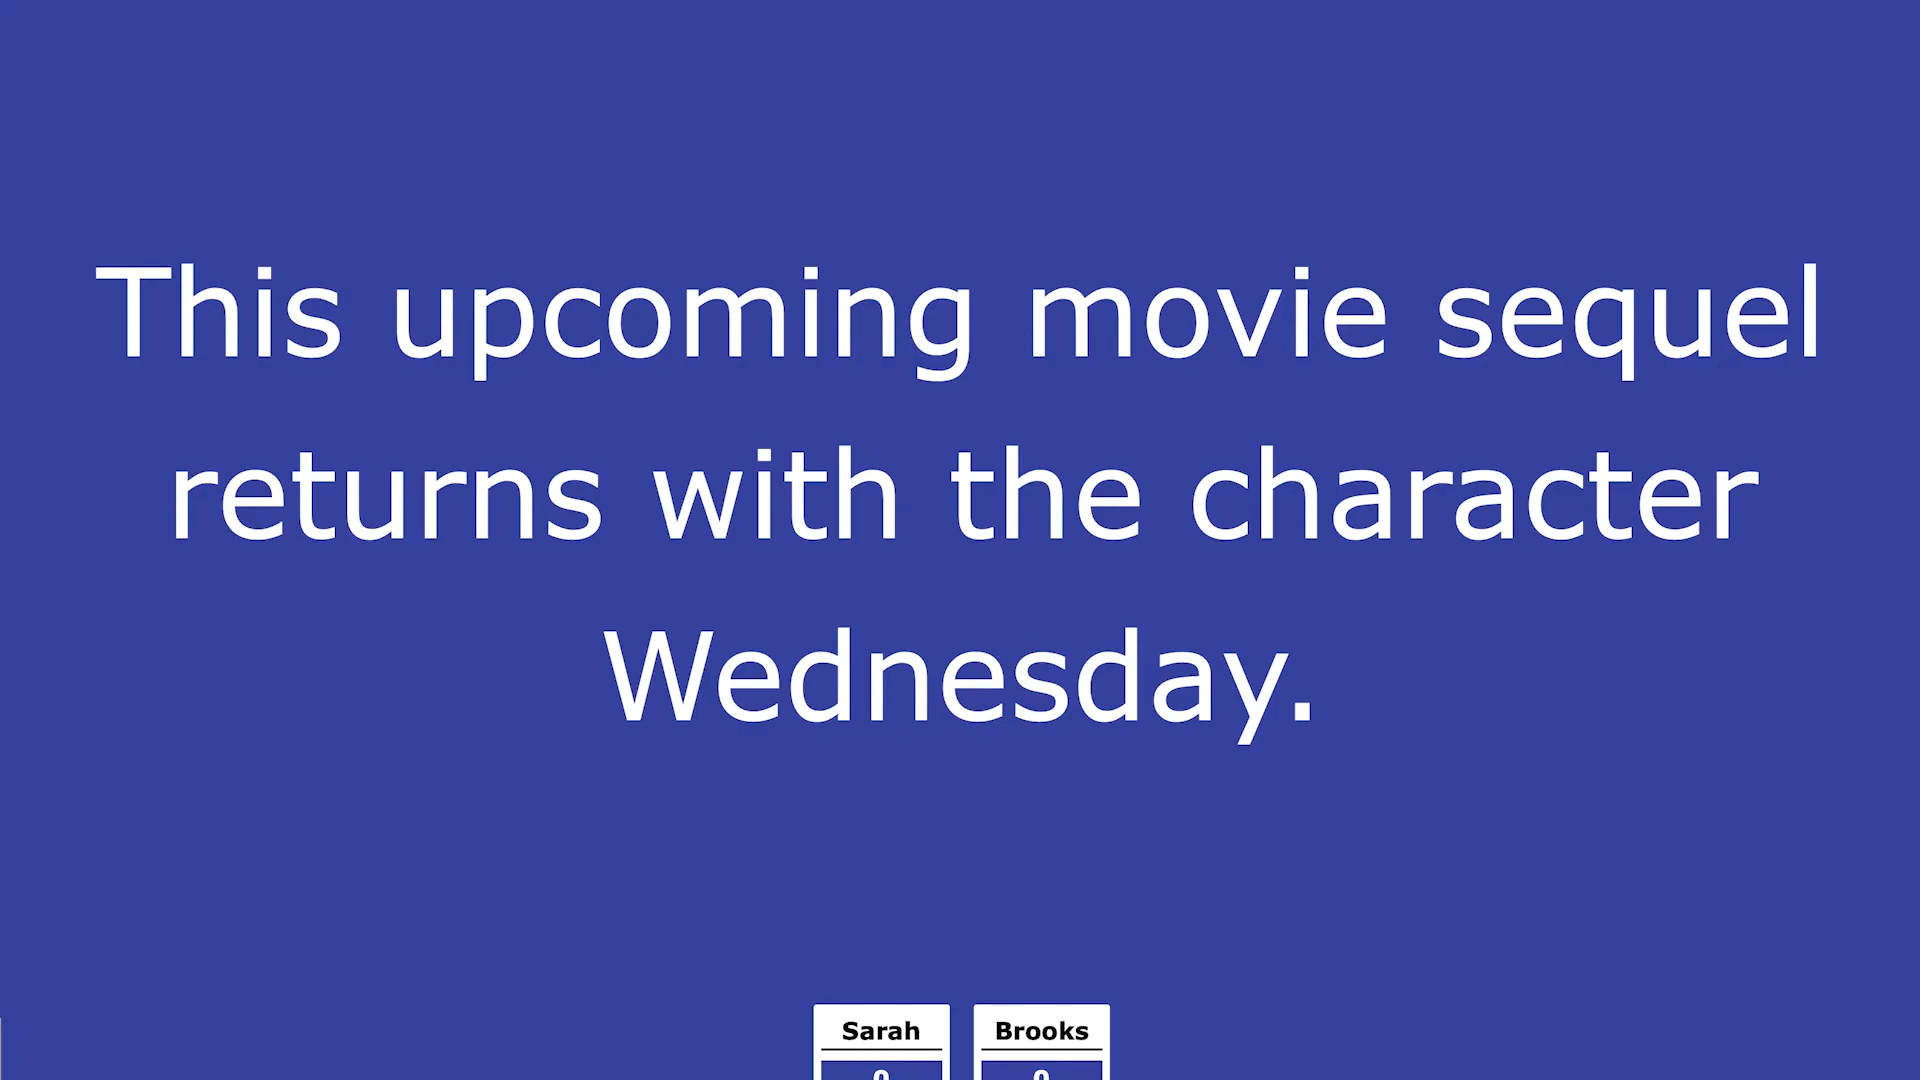 This upcoming movie sequel
returns with the character
Wednesday.
Sarah
Brooks